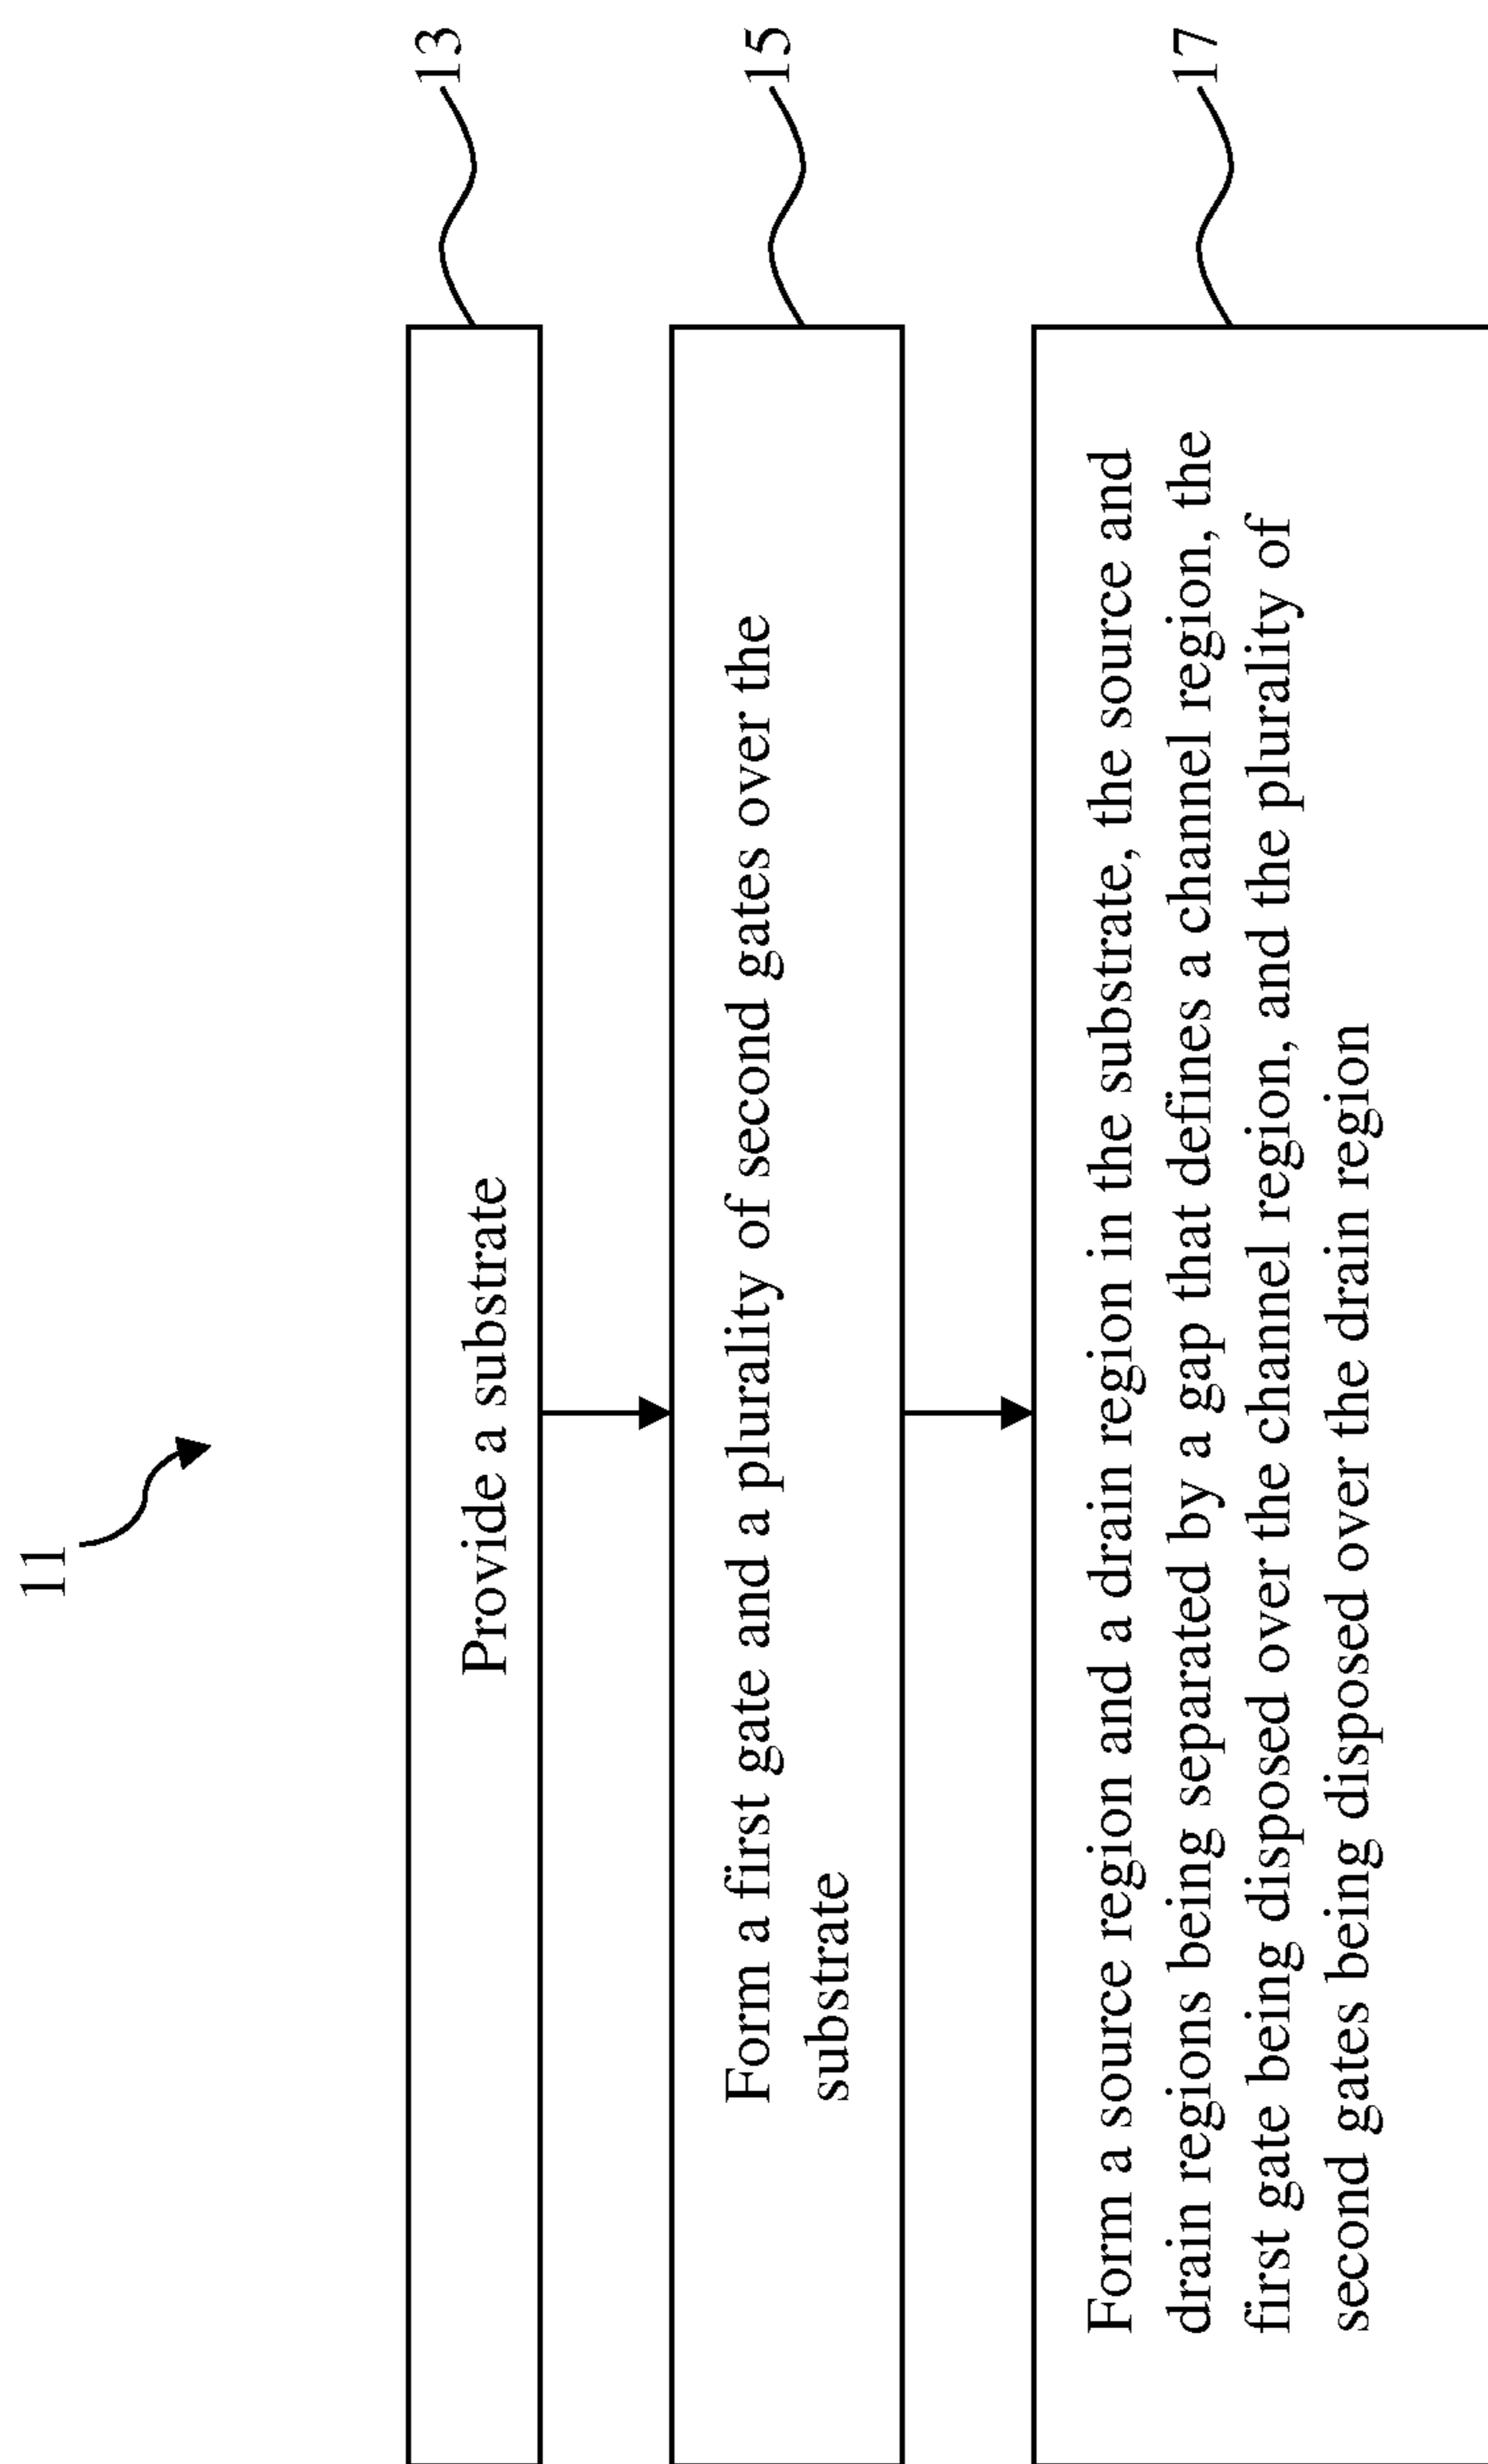 11
13
Provide a substrate
15
Form a first gate and a plurality of second gates over the
substrate
17
Form a source region and a drain region in the substrate, the source and
drain regions being separated by a gap that defines a channel region, the
first gate being disposed over the channel region, and the plurality of
second gates being disposed over the drain region